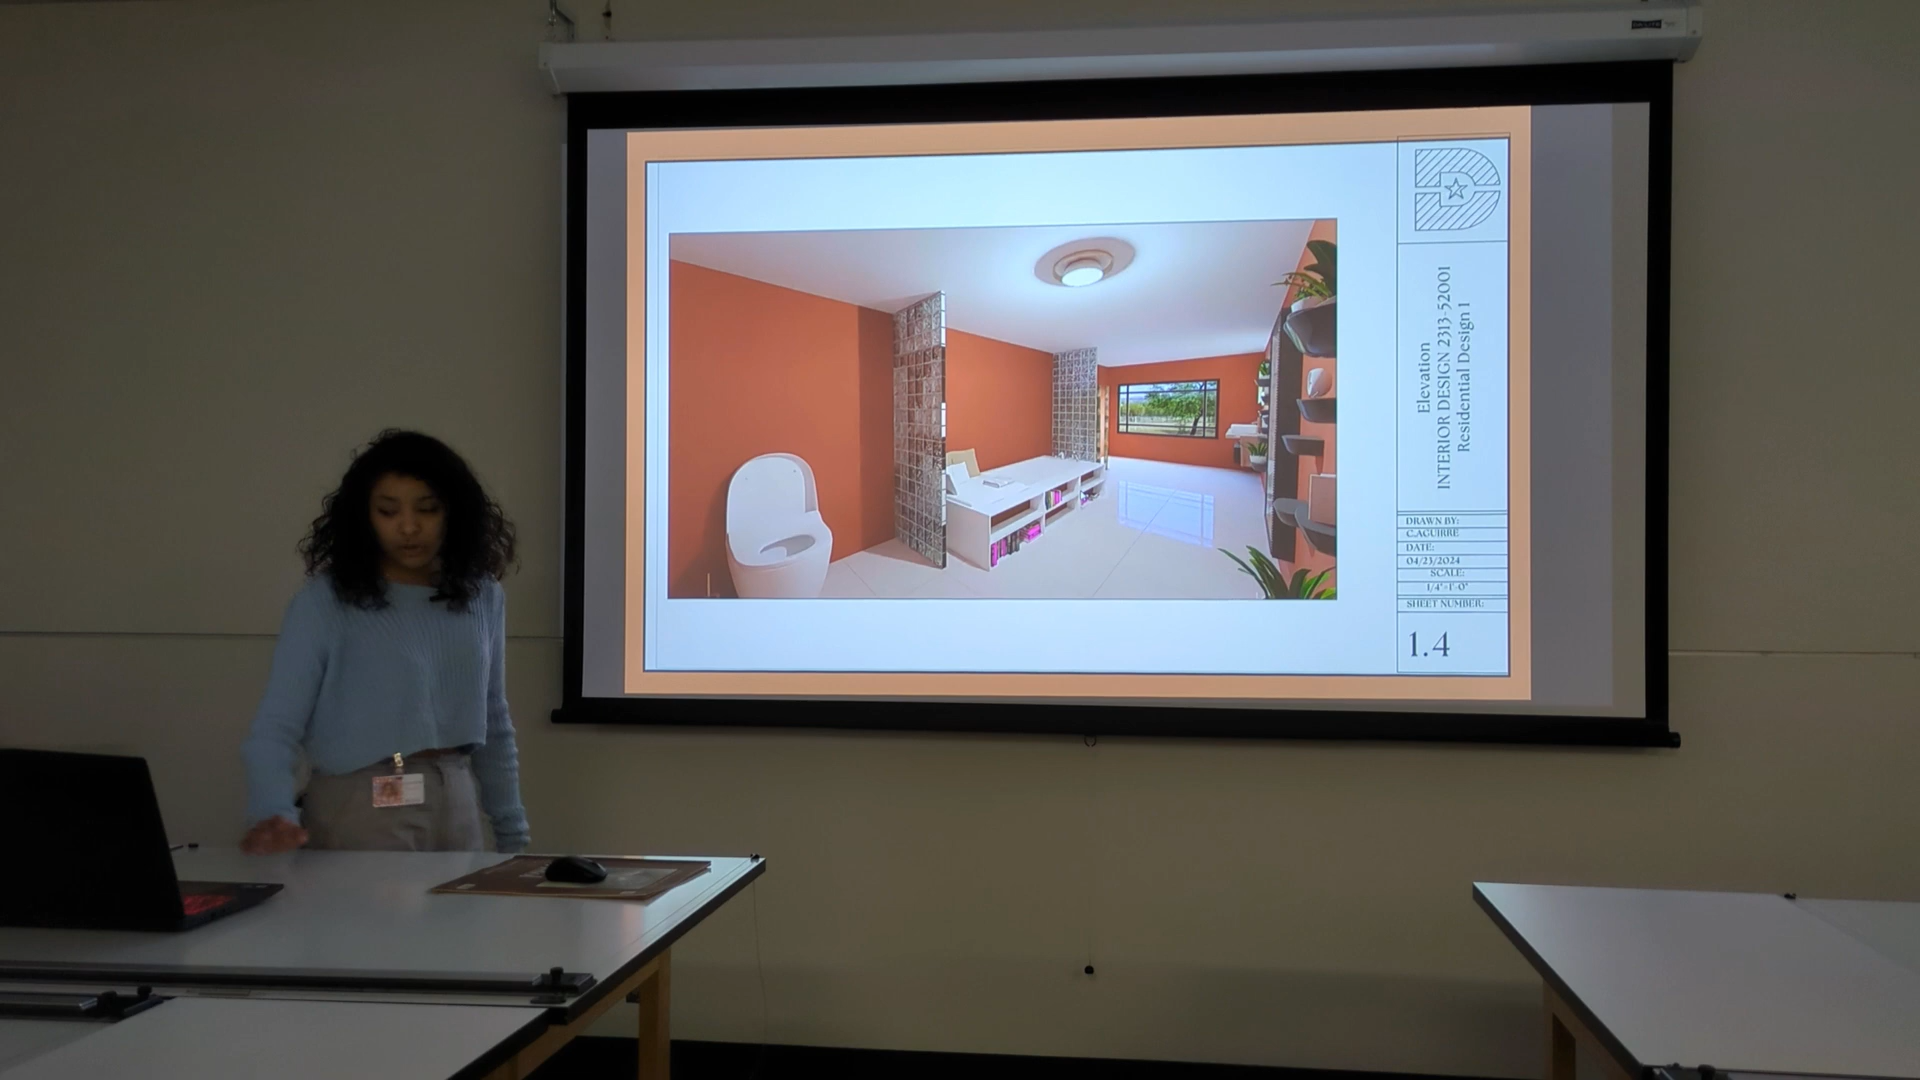 Elevation
INTERIOR DESIGN 2313-52001
Residential Design 1
DRAWN BY:
C.AGUIRRE
DATE:
04/23/2024
SCALE:
1/4"=1'-0"
SHEET NUMBER:
1.4